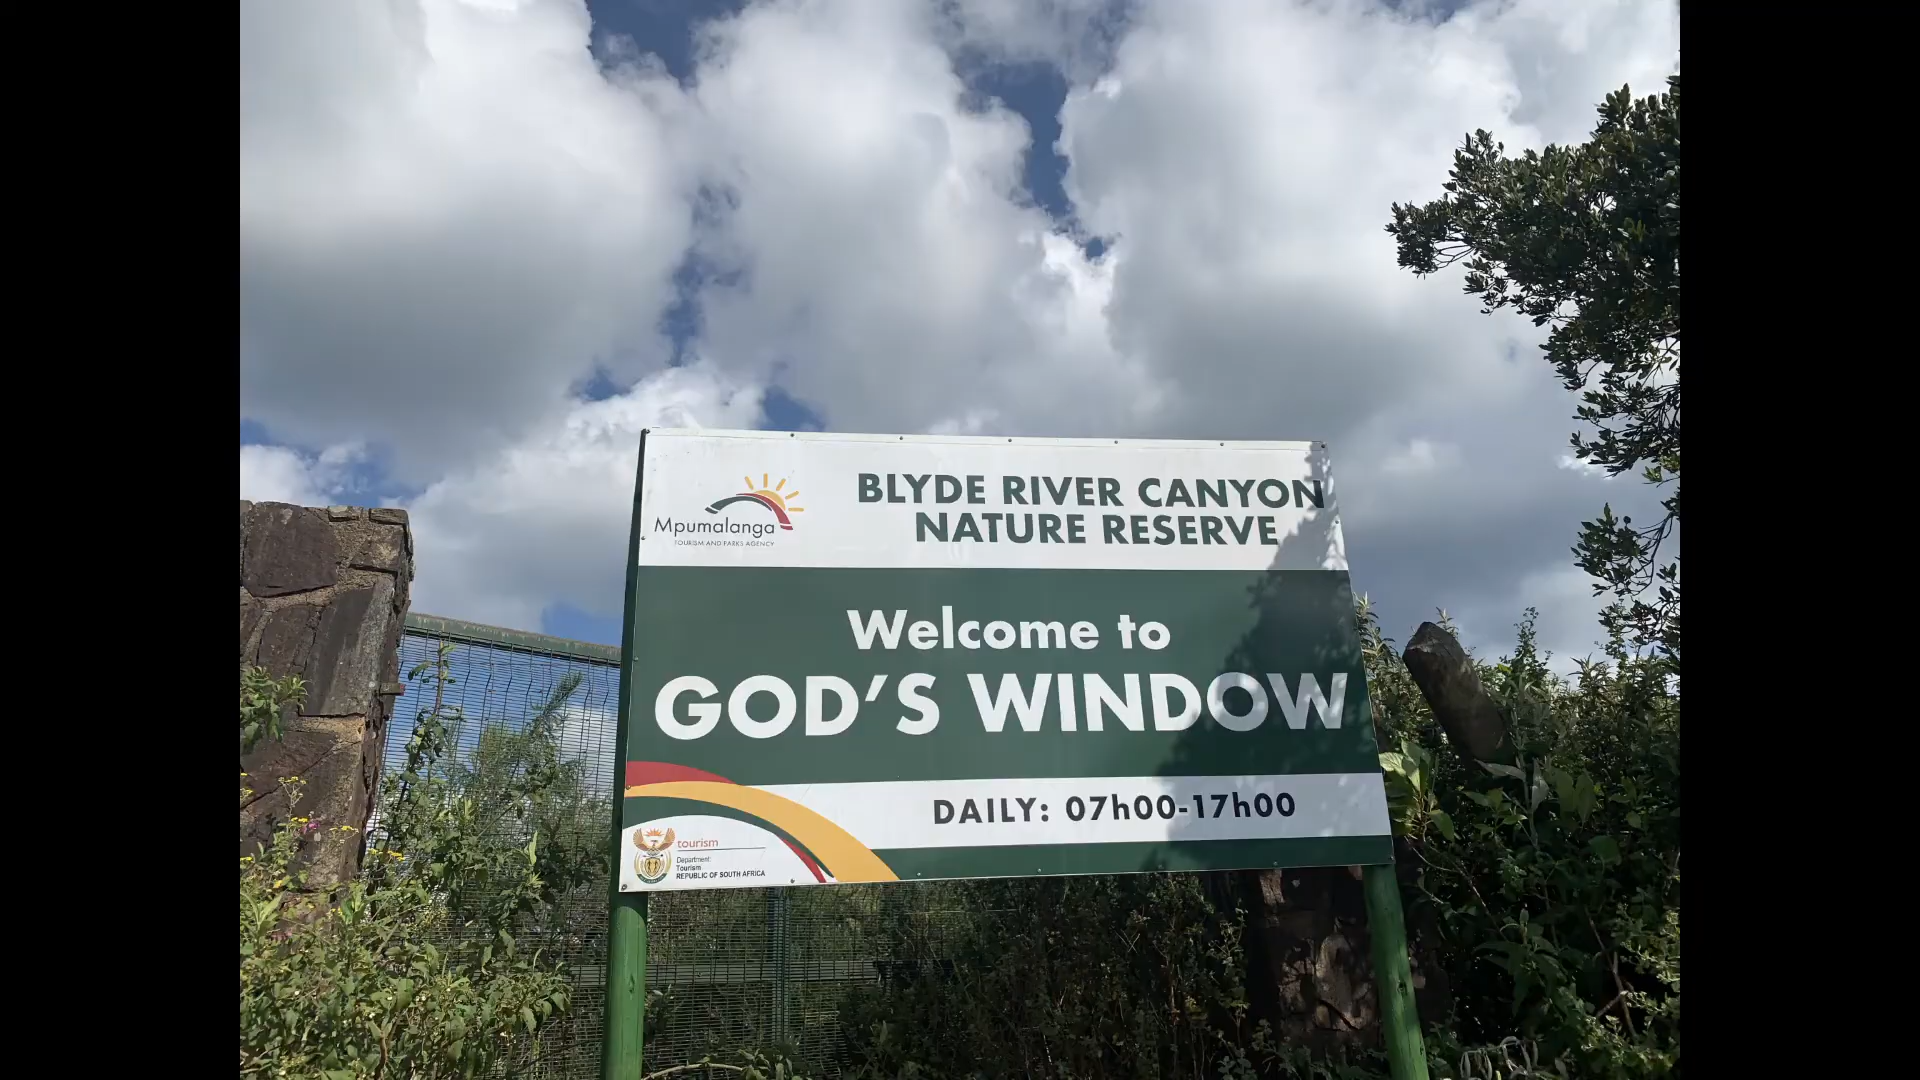 BLYDE RIVER CANYON
NATURE RESERVE
Mpumalanga
TOURISM AND PARKS AGENCY
Welcome to
GOD'S WINDOW
DAILY: 07h00-17h00
tourism
Department:
Tourism
REPUBLIC OF SOUTH AFRICA